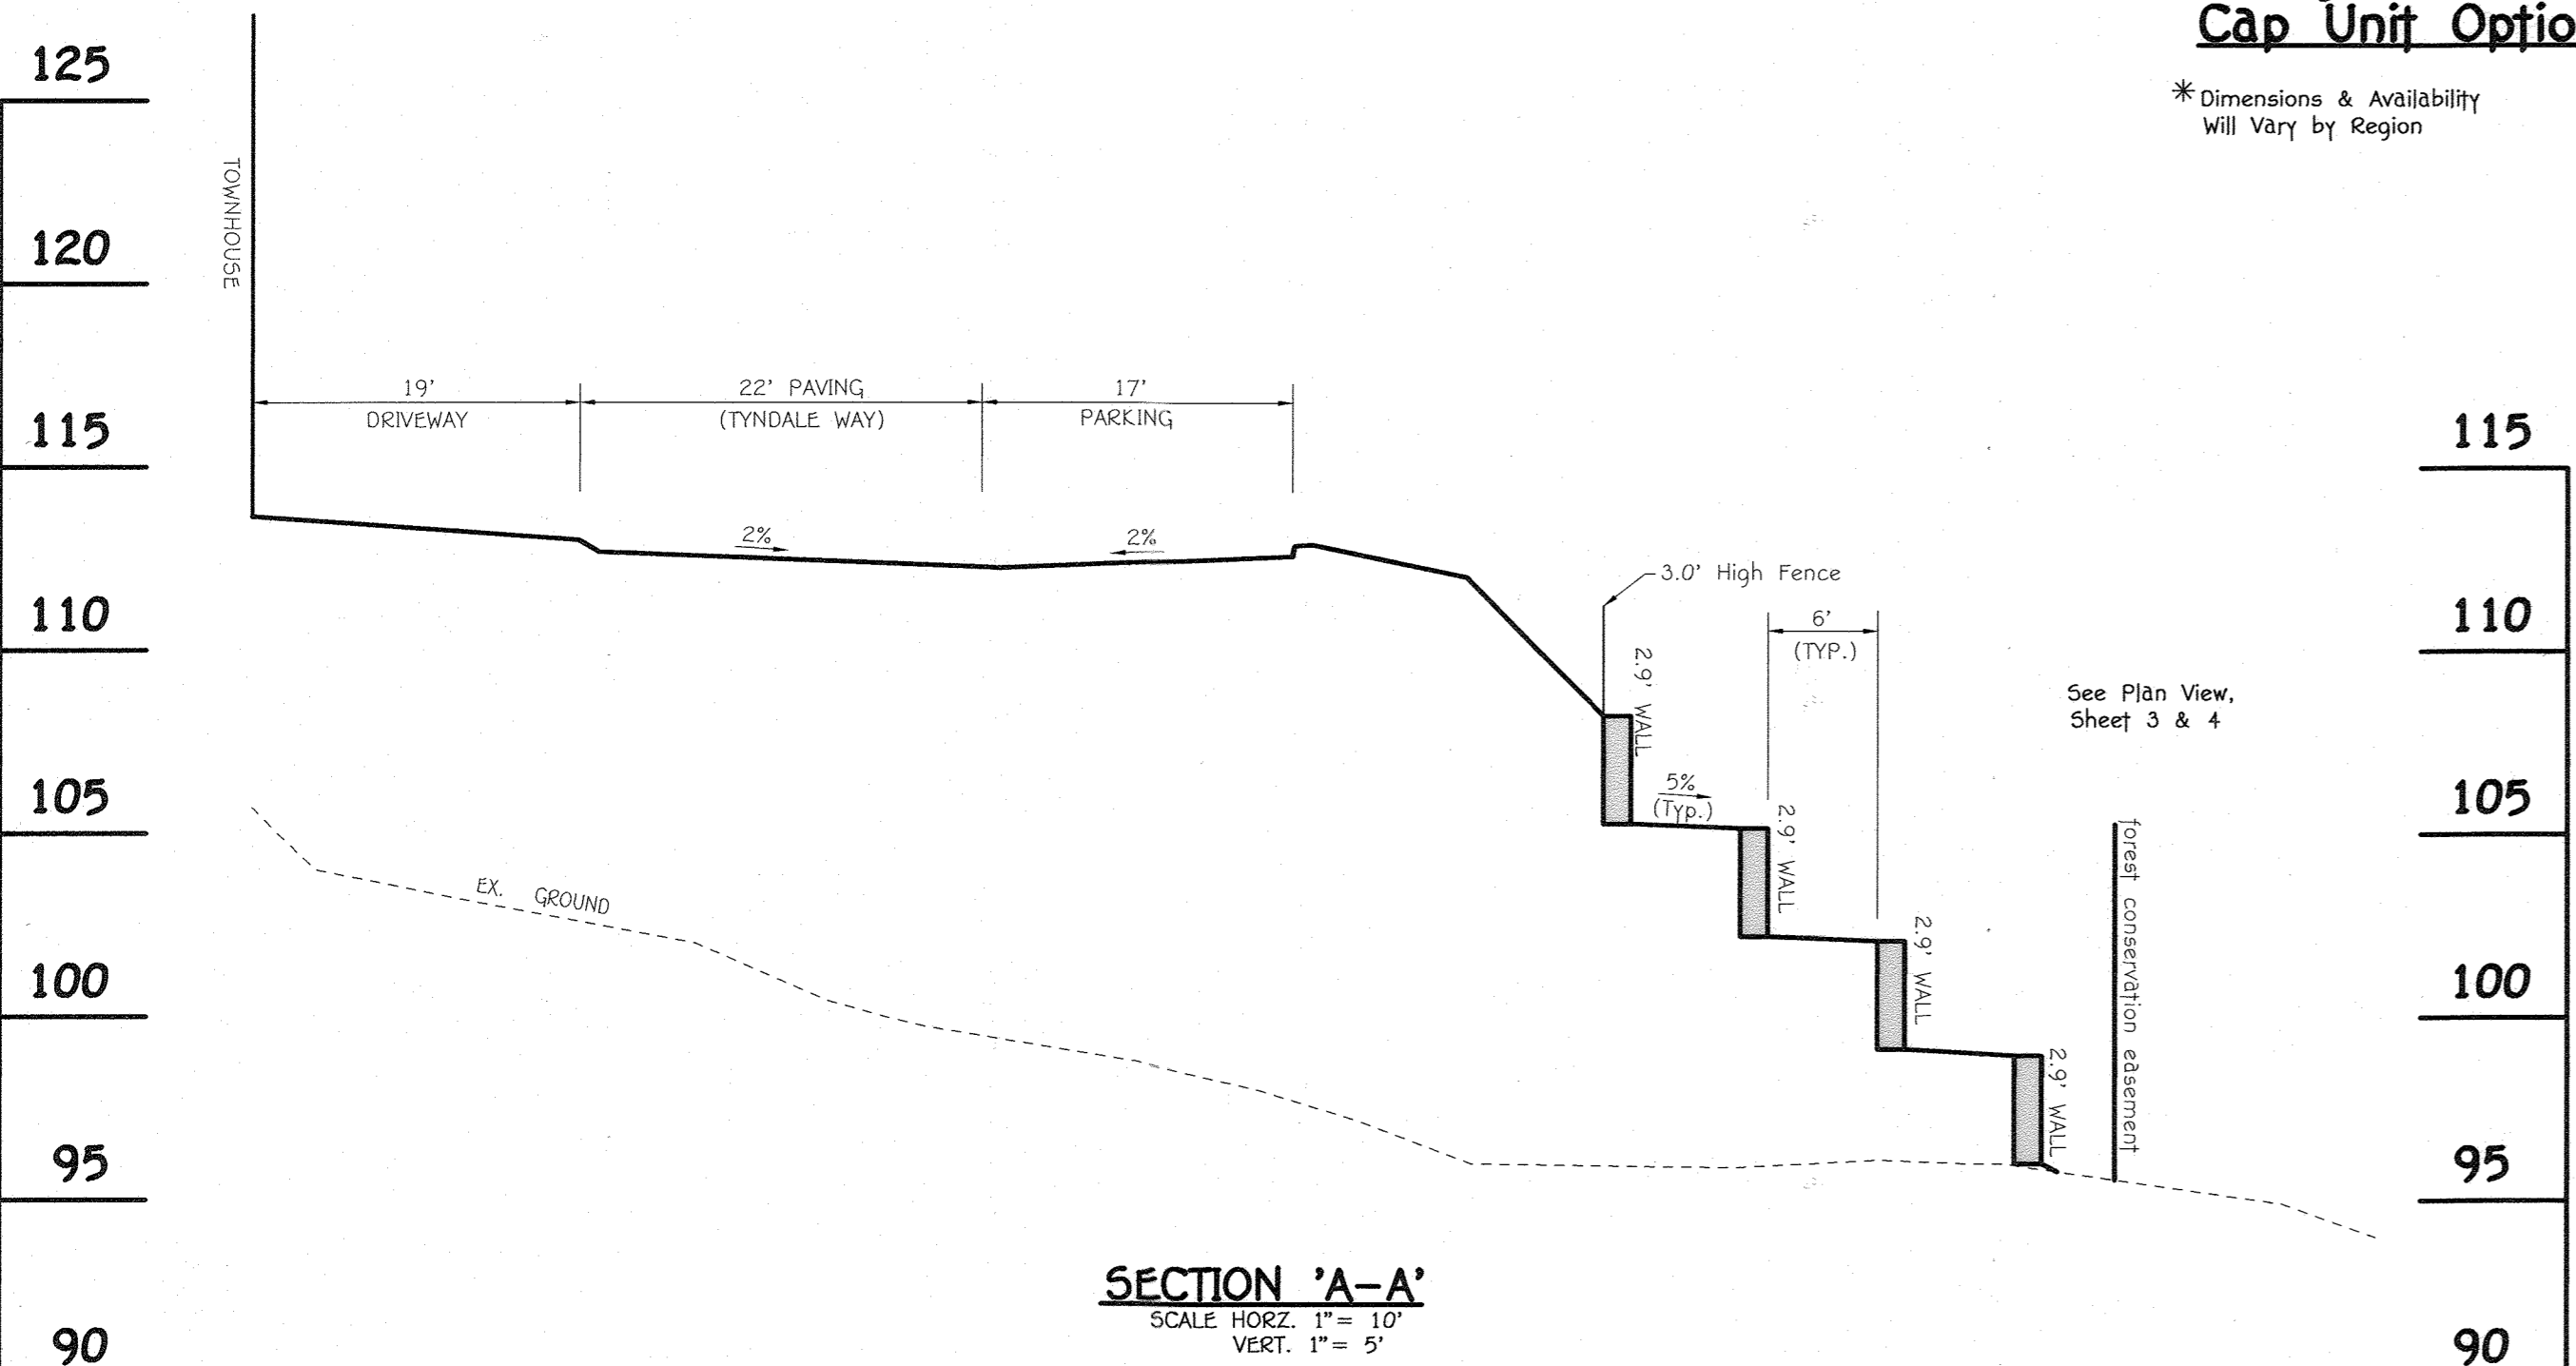 Cap Unit Optio
* Dimensions & Availability
Will Vary by Region
125
120
115
110
105
100
95
90
TOWNHOUSE
19'
DRIVEWAY
22' PAVING
(TYNDALE WAY)
17'
PARKING
2%
2%
3.0' High Fence
6'
(TYP.)
2.9' WALL
5%
(Typ.)
2.9' WALL
2.9' WALL
2.9' WALL
See Plan View,
Sheet 3 & 4
forest conservation easement
EX. GROUND
115
110
105
100
95
90
SECTION 'A-A'
SCALE HORZ. 1"= 10'
VERT. 1"= 5'